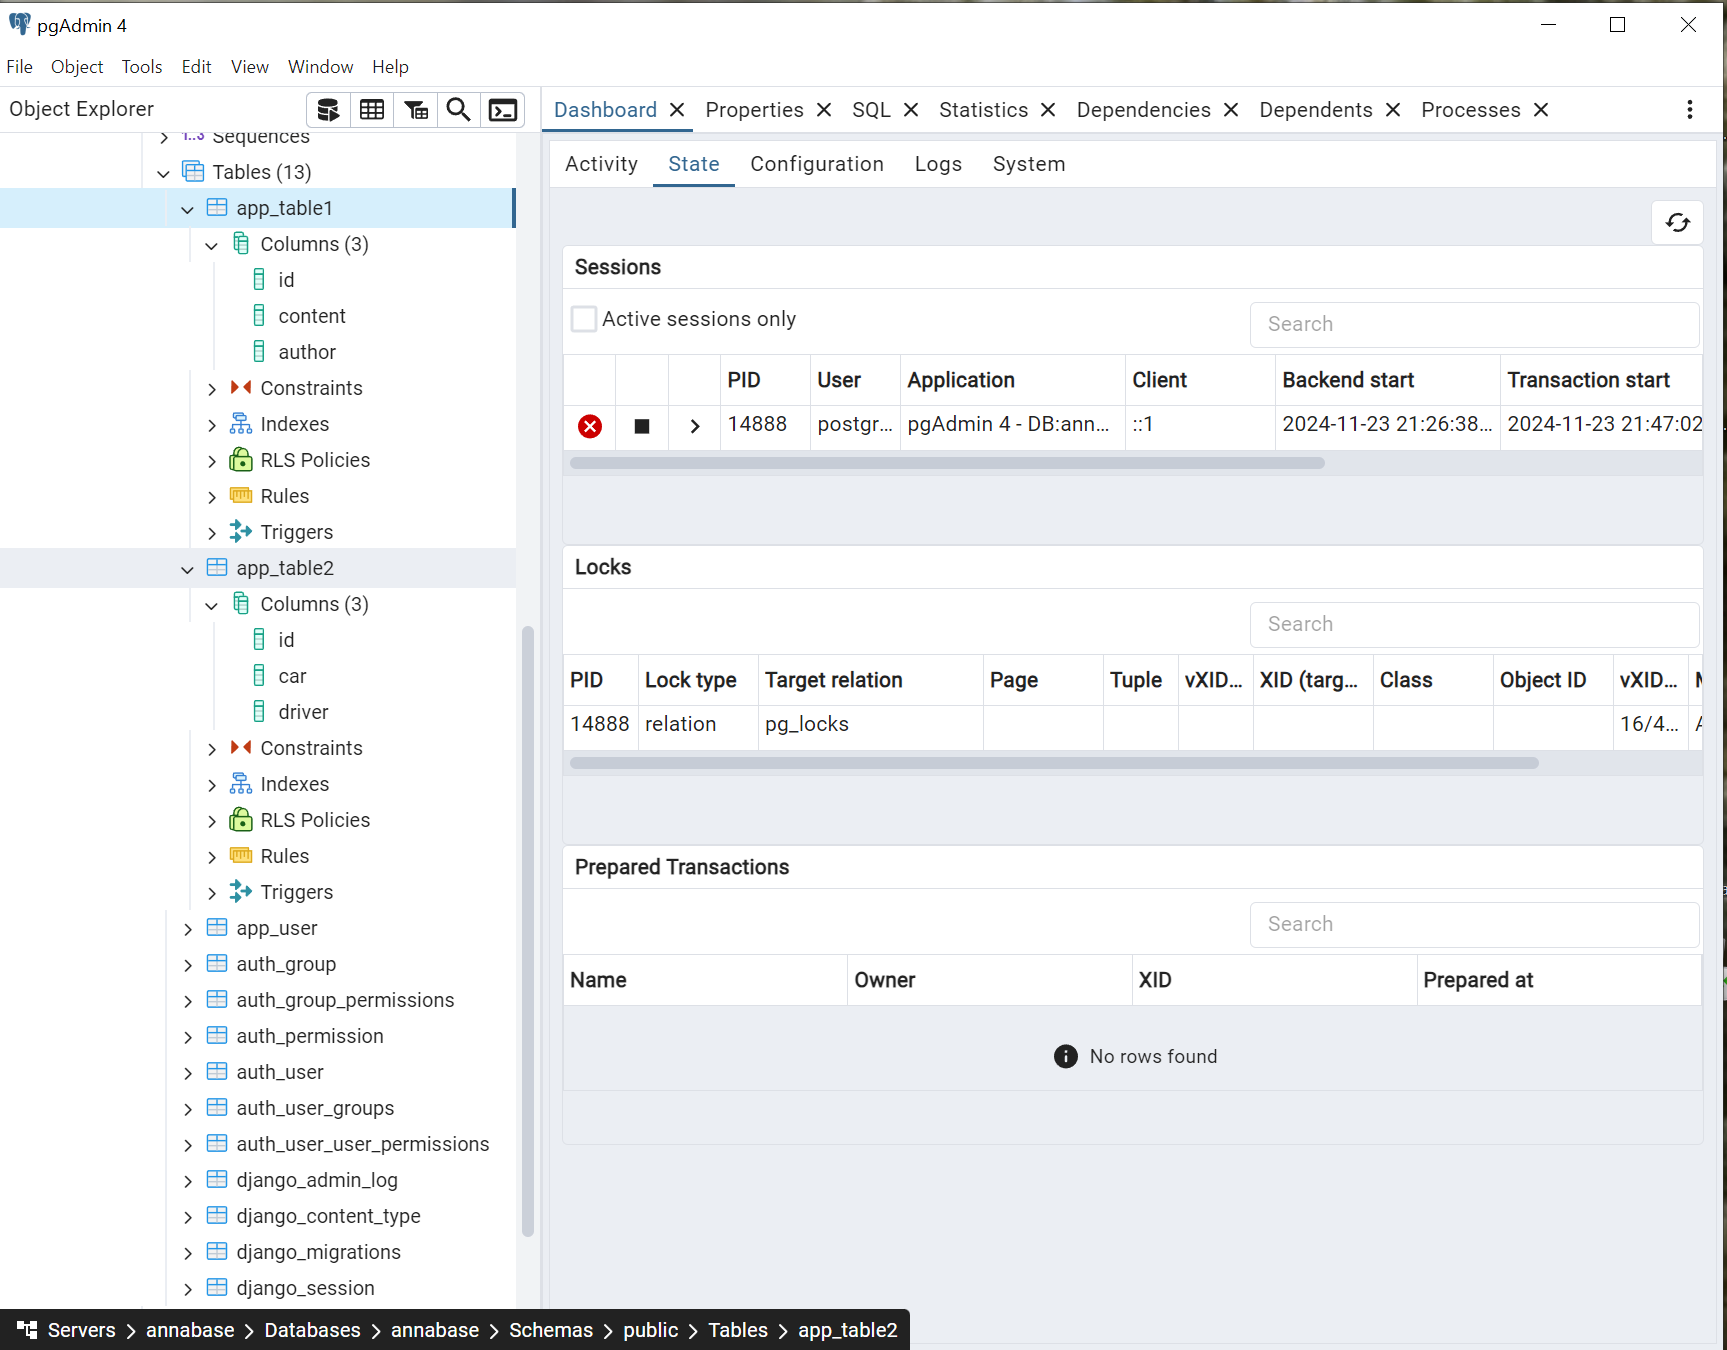 pgAdmin 4
File Object Tools Edit View Window Help
Object Explorer
Dashboard Properties SQL Statistics Dependencies Dependents Processes
1..3 Sequences
Tables (13)
app_table1
Columns (3)
id
content
author
Constraints
Indexes
RLS Policies
Rules
Triggers
app_table2
Columns (3)
id
car
driver
Constraints
Indexes
RLS Policies
Rules
Triggers
app_user
auth_group
auth_group_permissions
auth_permission
auth_user
auth_user_groups
auth_user_user_permissions
django_admin_log
django_content_type
django_migrations
django_session
Activity State Configuration Logs System
Sessions
Active sessions only
Search
PID User Application Client Backend start Transaction start
14888 postgr... pgAdmin 4 - DB:ann... ::1 2024-11-23 21:26:38... 2024-11-23 21:47:02
Locks
Search
PID Lock type Target relation Page Tuple vXID... XID (targ... Class Object ID vXID...
14888 relation pg_locks 16/4...
Prepared Transactions
Search
Name Owner XID Prepared at
No rows found
Servers annabase Databases annabase Schemas public Tables app_table2